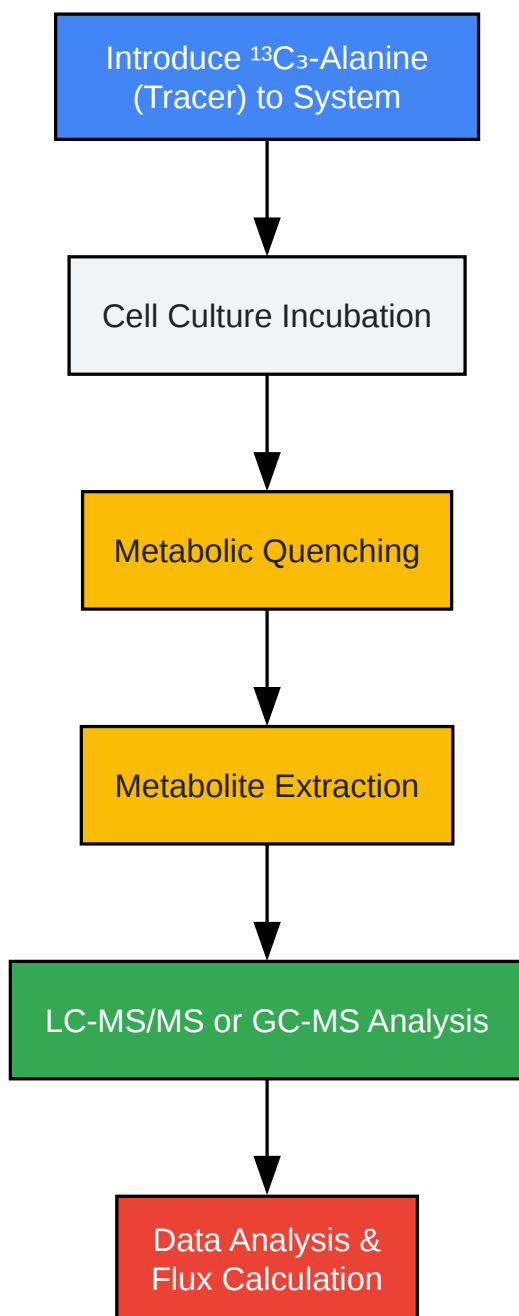 Introduce ¹³C₃-Alanine
(Tracer) to System
Cell Culture Incubation
Metabolic Quenching
Metabolite Extraction
LC-MS/MS or GC-MS Analysis
Data Analysis &
Flux Calculation